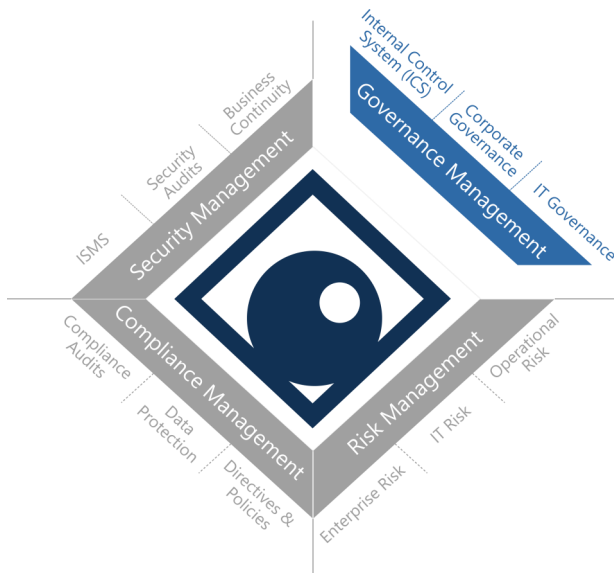 Internal Control
System (ICS)
Corporate
Governance
IT Governance
Governance Management
Business
Continuity
Security
Audits
ISMS
Security Management
Compliance
Audits
Data
Protection
Directives &
Policies
Compliance Management
Risk Management
Operational
Risk
IT Risk
Enterprise Risk